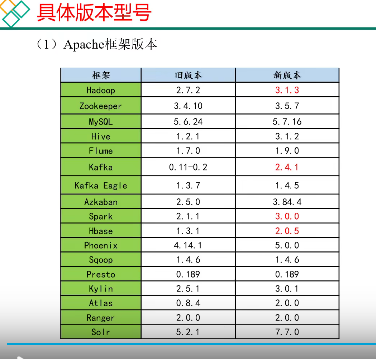 具体版本型号
（1）Apache框架版本
框架 旧版本 新版本
Hadoop 2.7.2 3.1.3
Zookeeper 3.4.10 3.5.7
MySQL 5.6.24 5.7.16
Hive 1.2.1 3.1.2
Flume 1.7.0 1.9.0
Kafka 0.11-0.2 2.4.1
Kafka Eagle 1.3.7 1.4.5
Azkaban 2.5.0 3.84.4
Spark 2.1.1 3.0.0
Hbase 1.3.1 2.0.5
Phoenix 4.14.1 5.0.0
Sqoop 1.4.6 1.4.6
Presto 0.189 0.189
Kylin 2.5.1 3.0.1
Atlas 0.8.4 2.0.0
Ranger 2.0.0 2.0.0
Solr 5.2.1 7.7.0